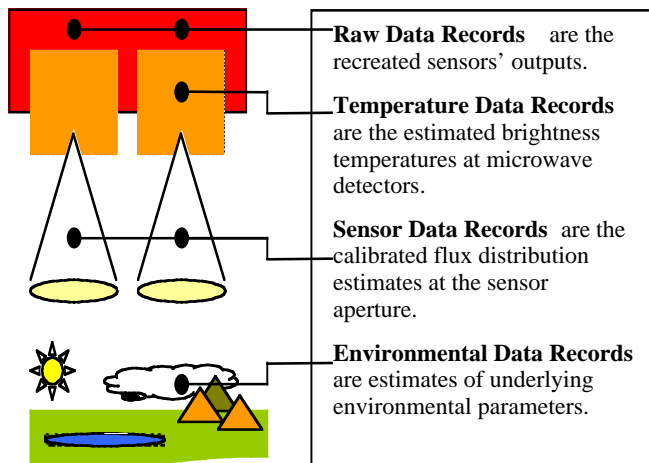 Raw Data Records are the
recreated sensors' outputs.
Temperature Data Records
are the estimated brightness
temperatures at microwave
detectors.
Sensor Data Records are the
calibrated flux distribution
estimates at the sensor
aperture.
Environmental Data Records
are estimates of underlying
environmental parameters.